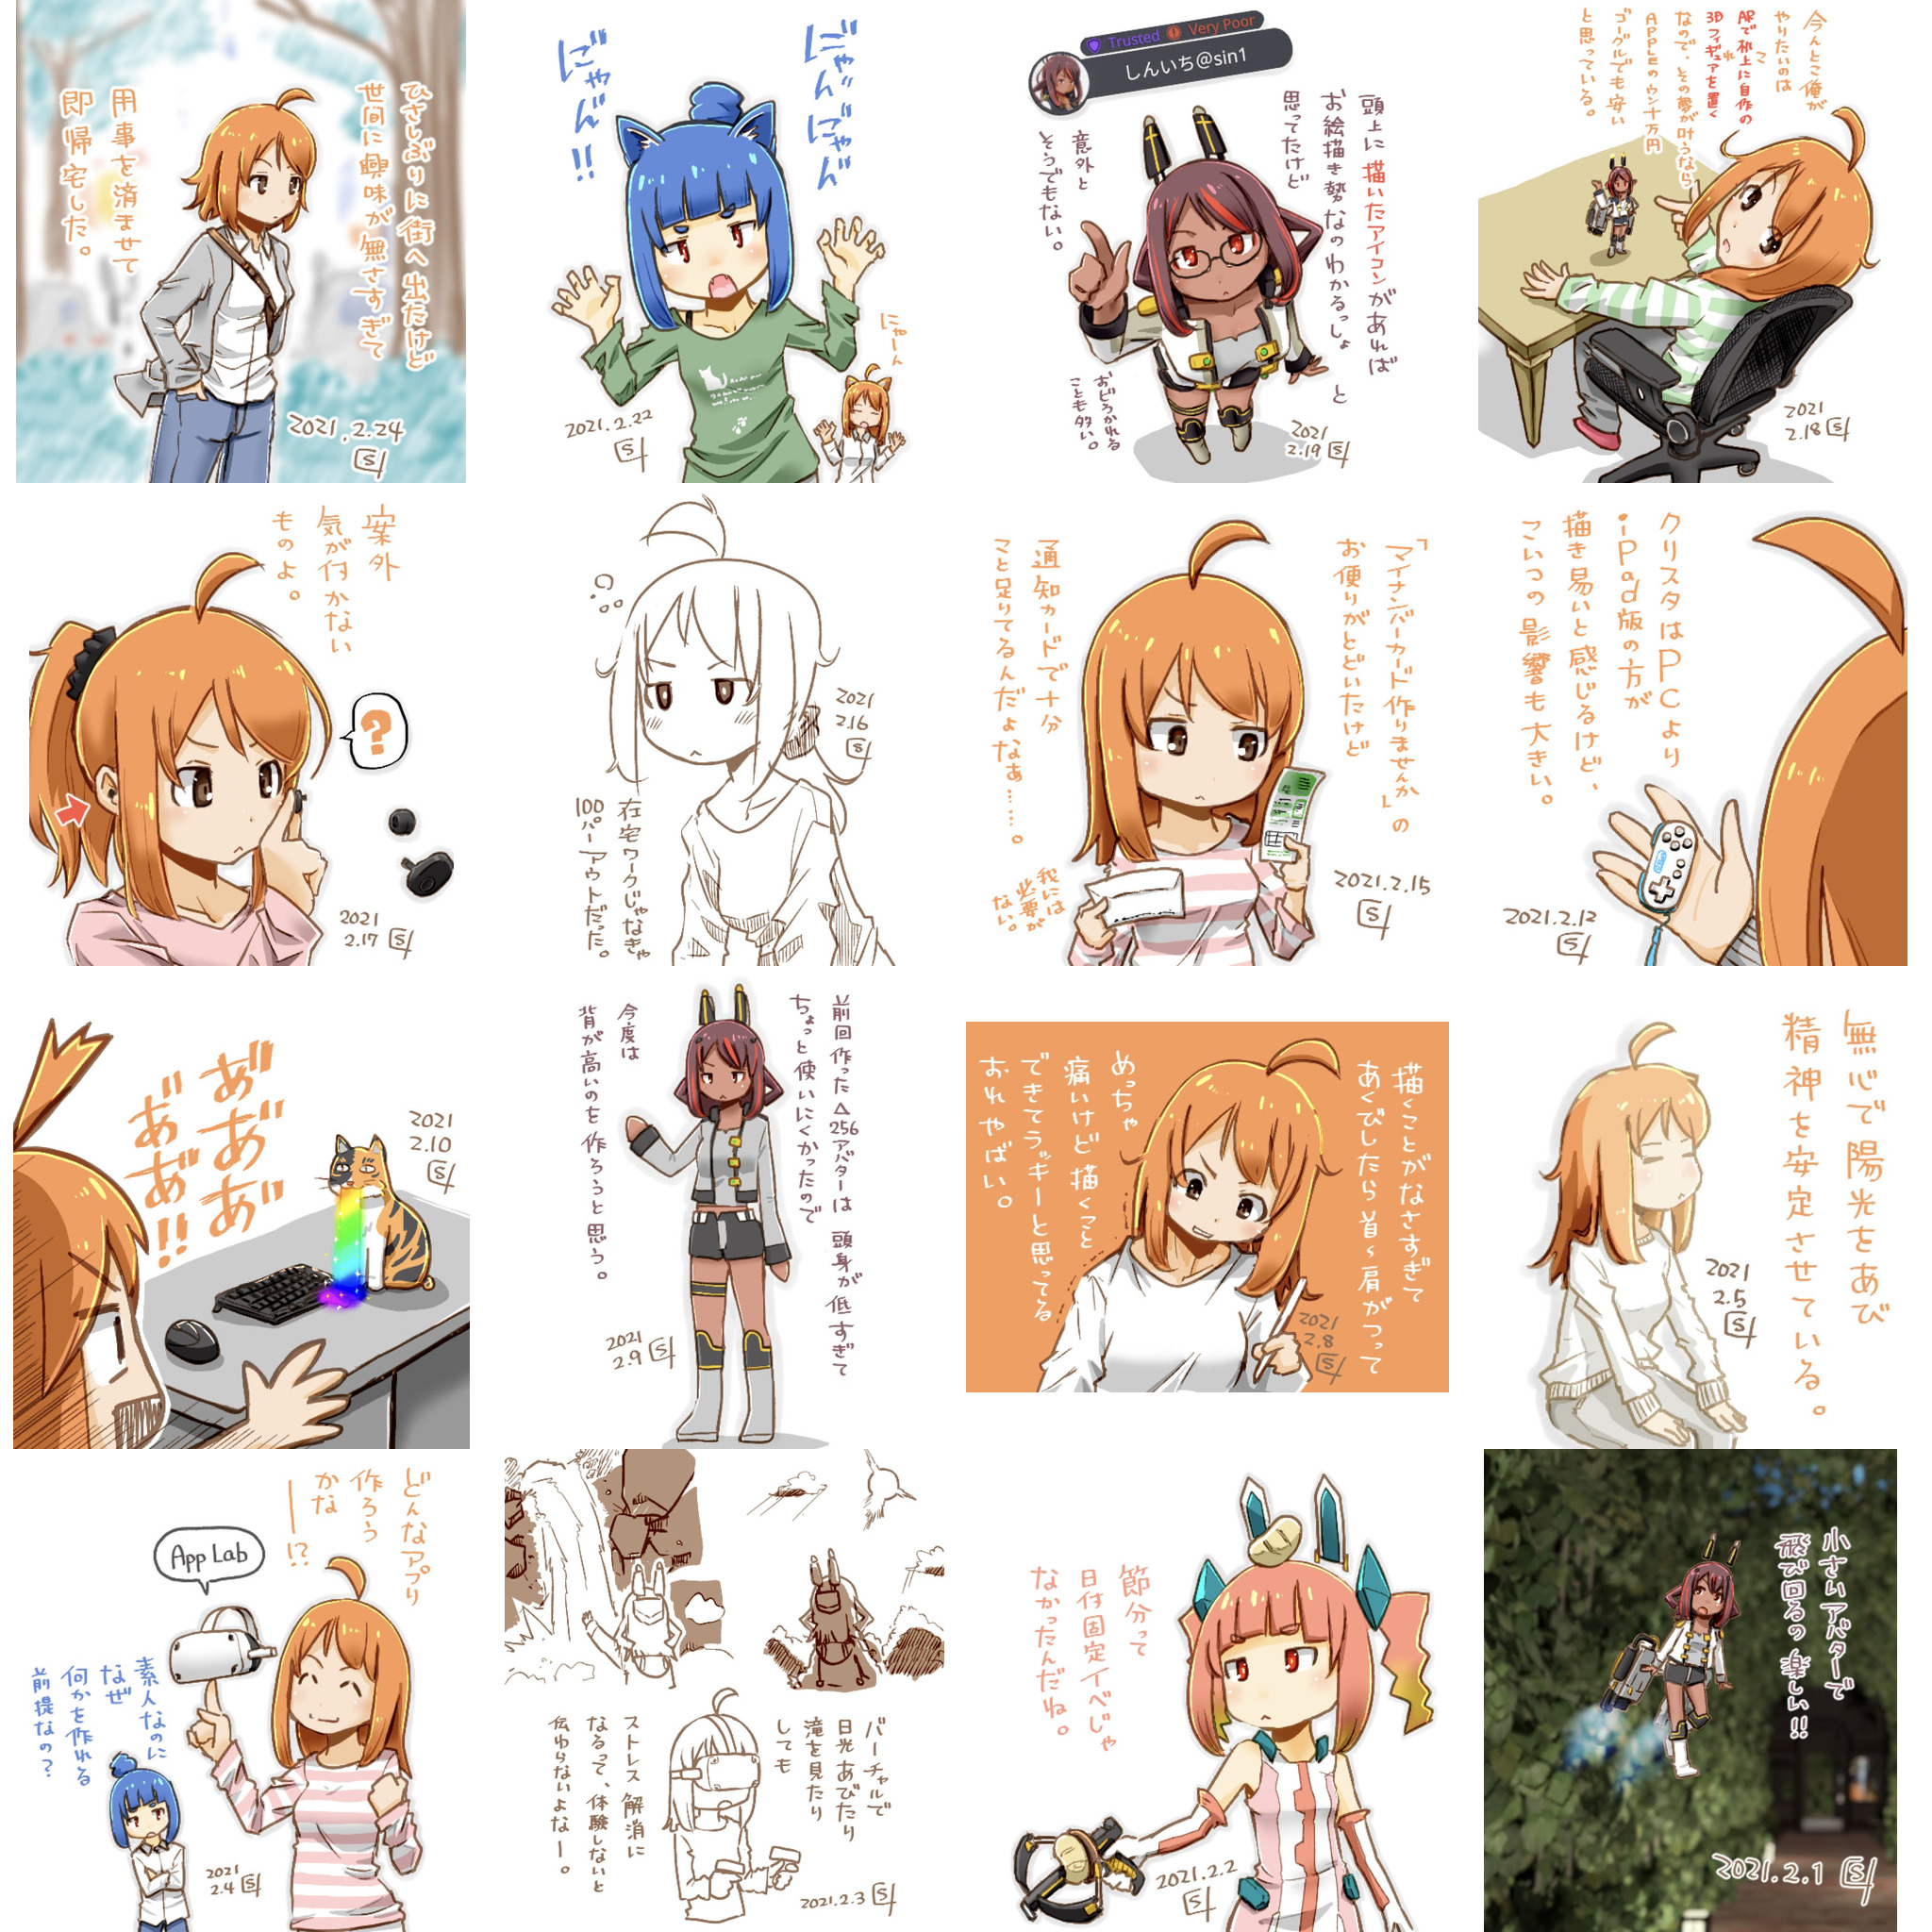 ひさしぶりに街へ出たけど
世間に興味が無さすぎて
用事を済ませて
即帰宅した。
2021.2.24
にゃんにゃん
にゃん!!
にゃーん
2021.2.22
Trusted Very Poor
しんいち@sin1
頭上に描いたアイコンがあれば
お絵描き勢なのわかるっしょ と
思ってたけど
意外と
そうでもない。
おどろかれる
ことも多い。
2021
2.19
今んとこ俺が
やりたいのは
ARで机上に自作の
3Dフィギュアを置く
これ
なので、その夢が叶うなら
APPLEのウン十万円
ゴーグルでも安い
と思っている。
2021
2.18
案外
気が付かない
ものよ。
?
2021
2.17
2021
2.16
在宅ワークじゃなきゃ
100パーアウトだった。
「マイナンバーカード作りませんか」の
お便りがとどいたけど
通知カードで十分
こと足りてるんだよなぁ……。
我には
必要が
ない。
2021.2.15
クリスタはPCより
iPad版の方が
描き易いと感じるけど、
こいつの影響も大きい。
2021.2.12
あ゛あ゛あ゛
あ゛あ゛!!
2021
2.10
前回作った△256アバターは 頭身が低すぎて
ちょっと使いにくかったので
今度は
背が高いのを作ろうと思う。
2021
2.9
描くことがなさすぎて
あくびしたら首~肩がつって
めっちゃ
痛いけど描くこと
できてラッキーと思ってる
おれやばい。
2021
2.8
無心で陽光をあび
精神を安定させている。
2021
2.5
どんなアプリ
作ろう
かな
ー!?
App Lab
素人なのに
なぜ
何かを作れる
前提なの?
2021
2.4
バーチャルで
日光あびたり
滝を見たり
しても
ストレス解消に
なるって、体験しないと
伝わらないよなー。
2021.2.3
節分って
日付固定イベじゃ
なかったんだね。
2021.2.2
小さいアバターで
飛び回るの楽しい!!
2021.2.1